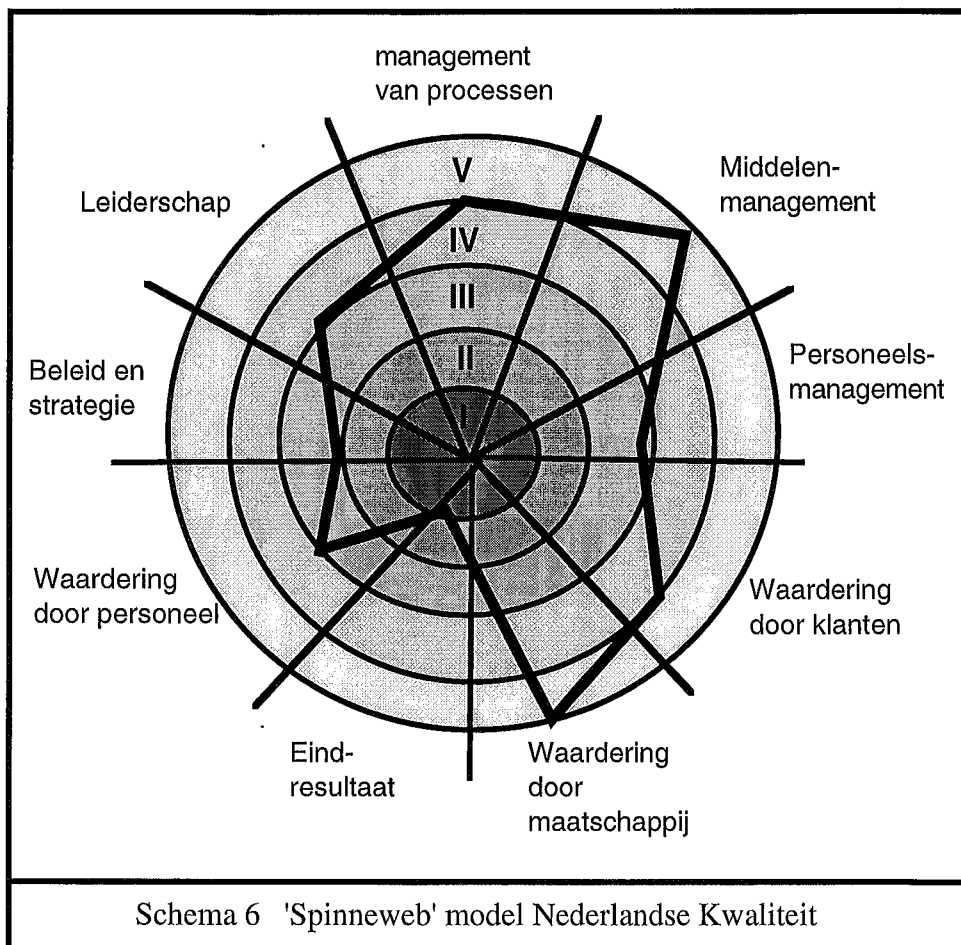 management
van processen
Leiderschap
Middelen-
management
V
IV
III
II
I
Beleid en
strategie
Personeels-
management
Waardering
door personeel
Waardering
door klanten
Eind-
resultaat
Waardering
door
maatschappij
Schema 6 'Spinneweb' model Nederlandse Kwaliteit